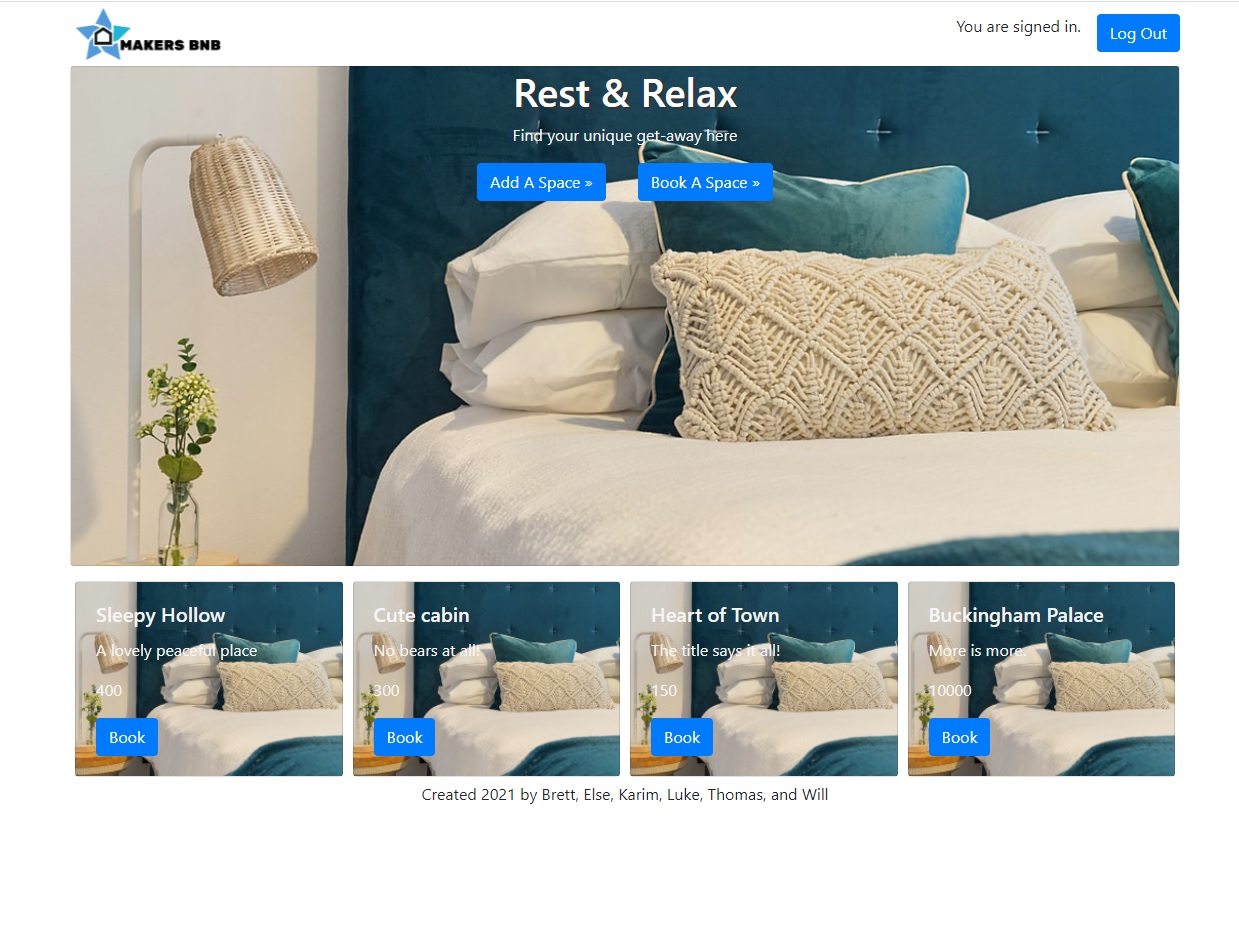 MAKERS BNB
You are signed in.
Log Out
Rest & Relax
Find your unique get-away here
Add A Space »
Book A Space »
Sleepy Hollow
A lovely peaceful place
400
Book
Cute cabin
No bears at all!
300
Book
Heart of Town
The title says it all!
150
Book
Buckingham Palace
More is more.
10000
Book
Created 2021 by Brett, Else, Karim, Luke, Thomas, and Will